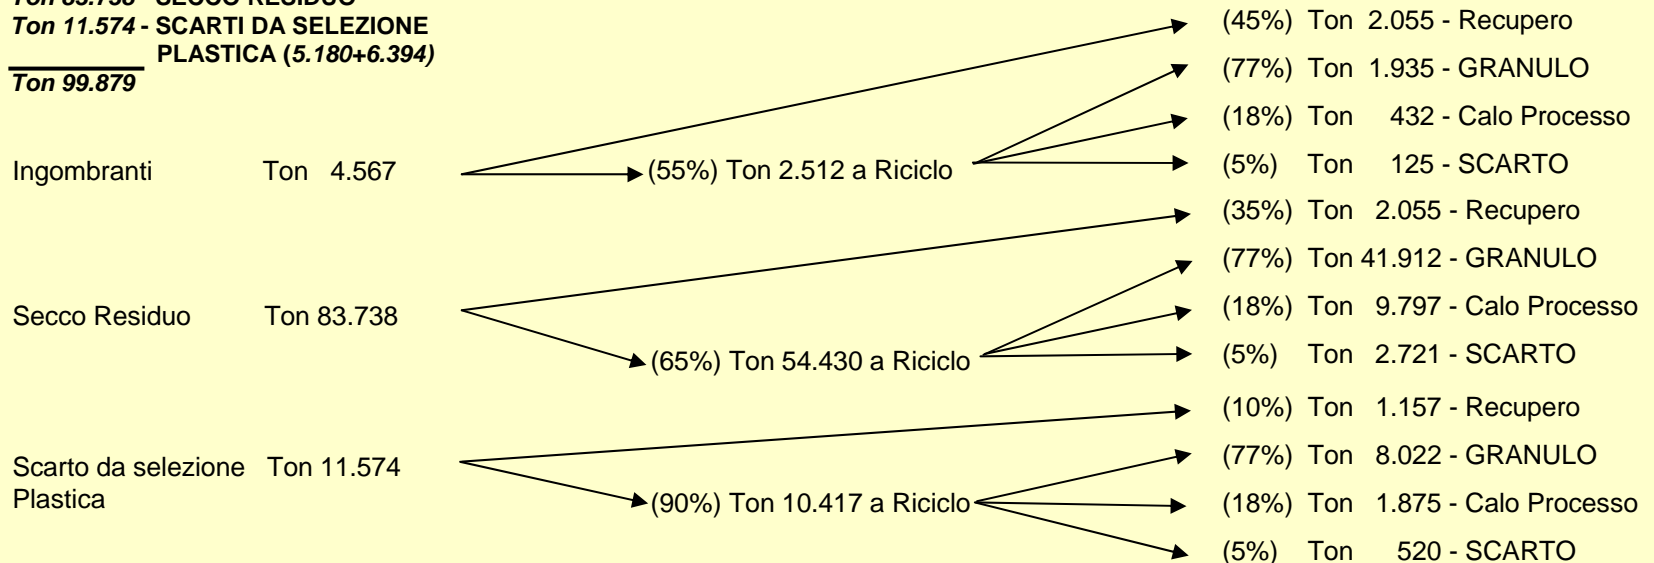 Ton 83.738 - SECCO RESIDUO
Ton 11.574 - SCARTI DA SELEZIONE
PLASTICA (5.180+6.394)
Ton 99.879
Ingombranti Ton 4.567
(55%) Ton 2.512 a Riciclo
(45%) Ton 2.055 - Recupero
(77%) Ton 1.935 - GRANULO
(18%) Ton 432 - Calo Processo
(5%) Ton 125 - SCARTO
Secco Residuo Ton 83.738
(65%) Ton 54.430 a Riciclo
(35%) Ton 2.055 - Recupero
(77%) Ton 41.912 - GRANULO
(18%) Ton 9.797 - Calo Processo
(5%) Ton 2.721 - SCARTO
Scarto da selezione Ton 11.574
Plastica
(90%) Ton 10.417 a Riciclo
(10%) Ton 1.157 - Recupero
(77%) Ton 8.022 - GRANULO
(18%) Ton 1.875 - Calo Processo
(5%) Ton 520 - SCARTO